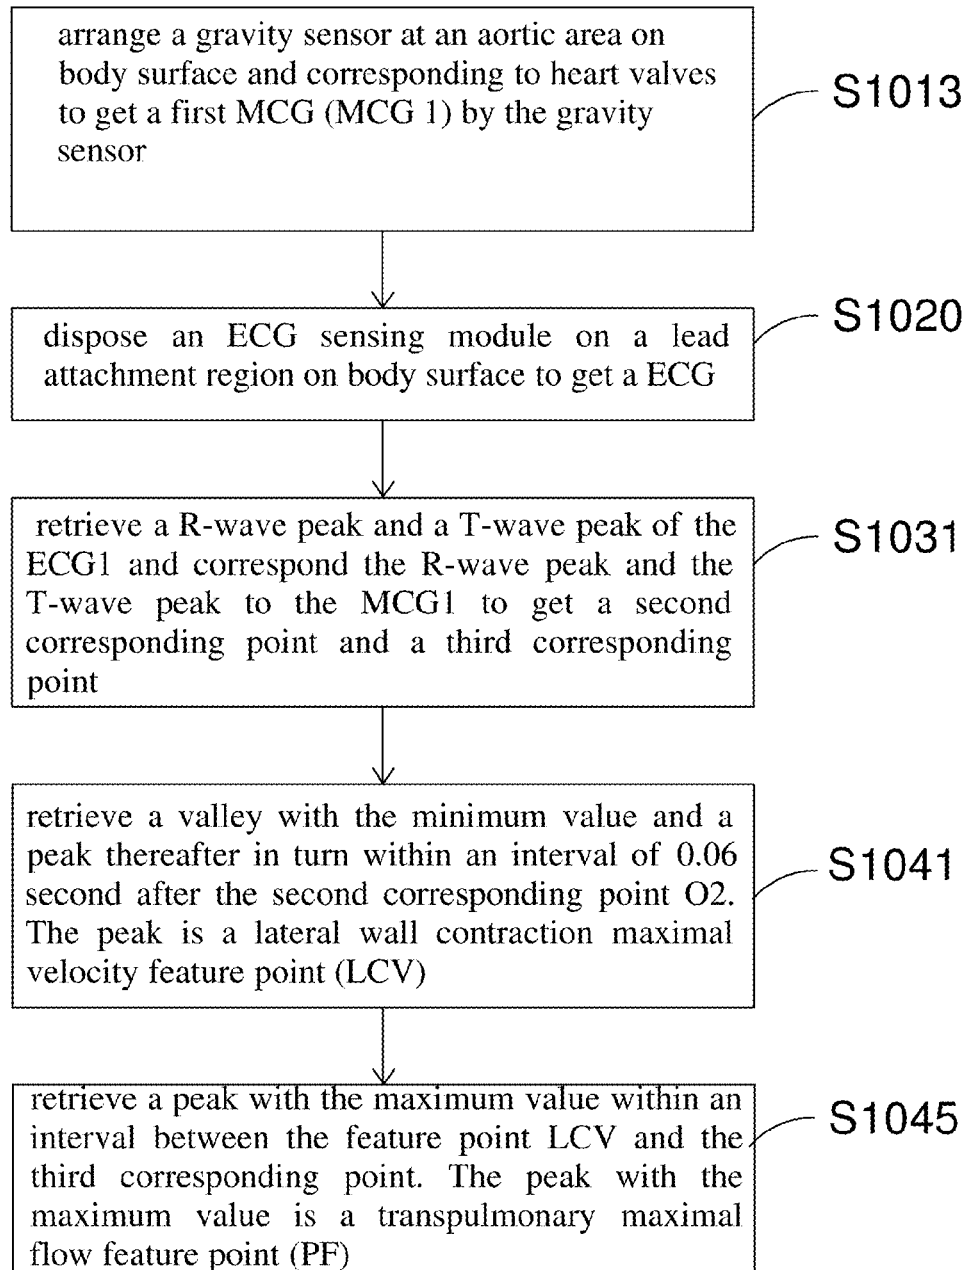 arrange a gravity sensor at an aortic area on
body surface and corresponding to heart valves
to get a first MCG (MCG 1) by the gravity
sensor
S1013
dispose an ECG sensing module on a lead
attachment region on body surface to get a ECG
S1020
retrieve a R-wave peak and a T-wave peak of the
ECG1 and correspond the R-wave peak and the
T-wave peak to the MCG1 to get a second
corresponding point and a third corresponding
point
S1031
retrieve a valley with the minimum value and a
peak thereafter in turn within an interval of 0.06
second after the second corresponding point O2.
The peak is a lateral wall contraction maximal
velocity feature point (LCV)
S1041
retrieve a peak with the maximum value within an
interval between the feature point LCV and the
third corresponding point. The peak with the
maximum value is a transpulmonary maximal
flow feature point (PF)
S1045